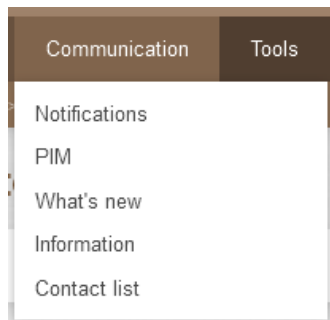 Communication Tools
Notifications
PIM
What's new
Information
Contact list